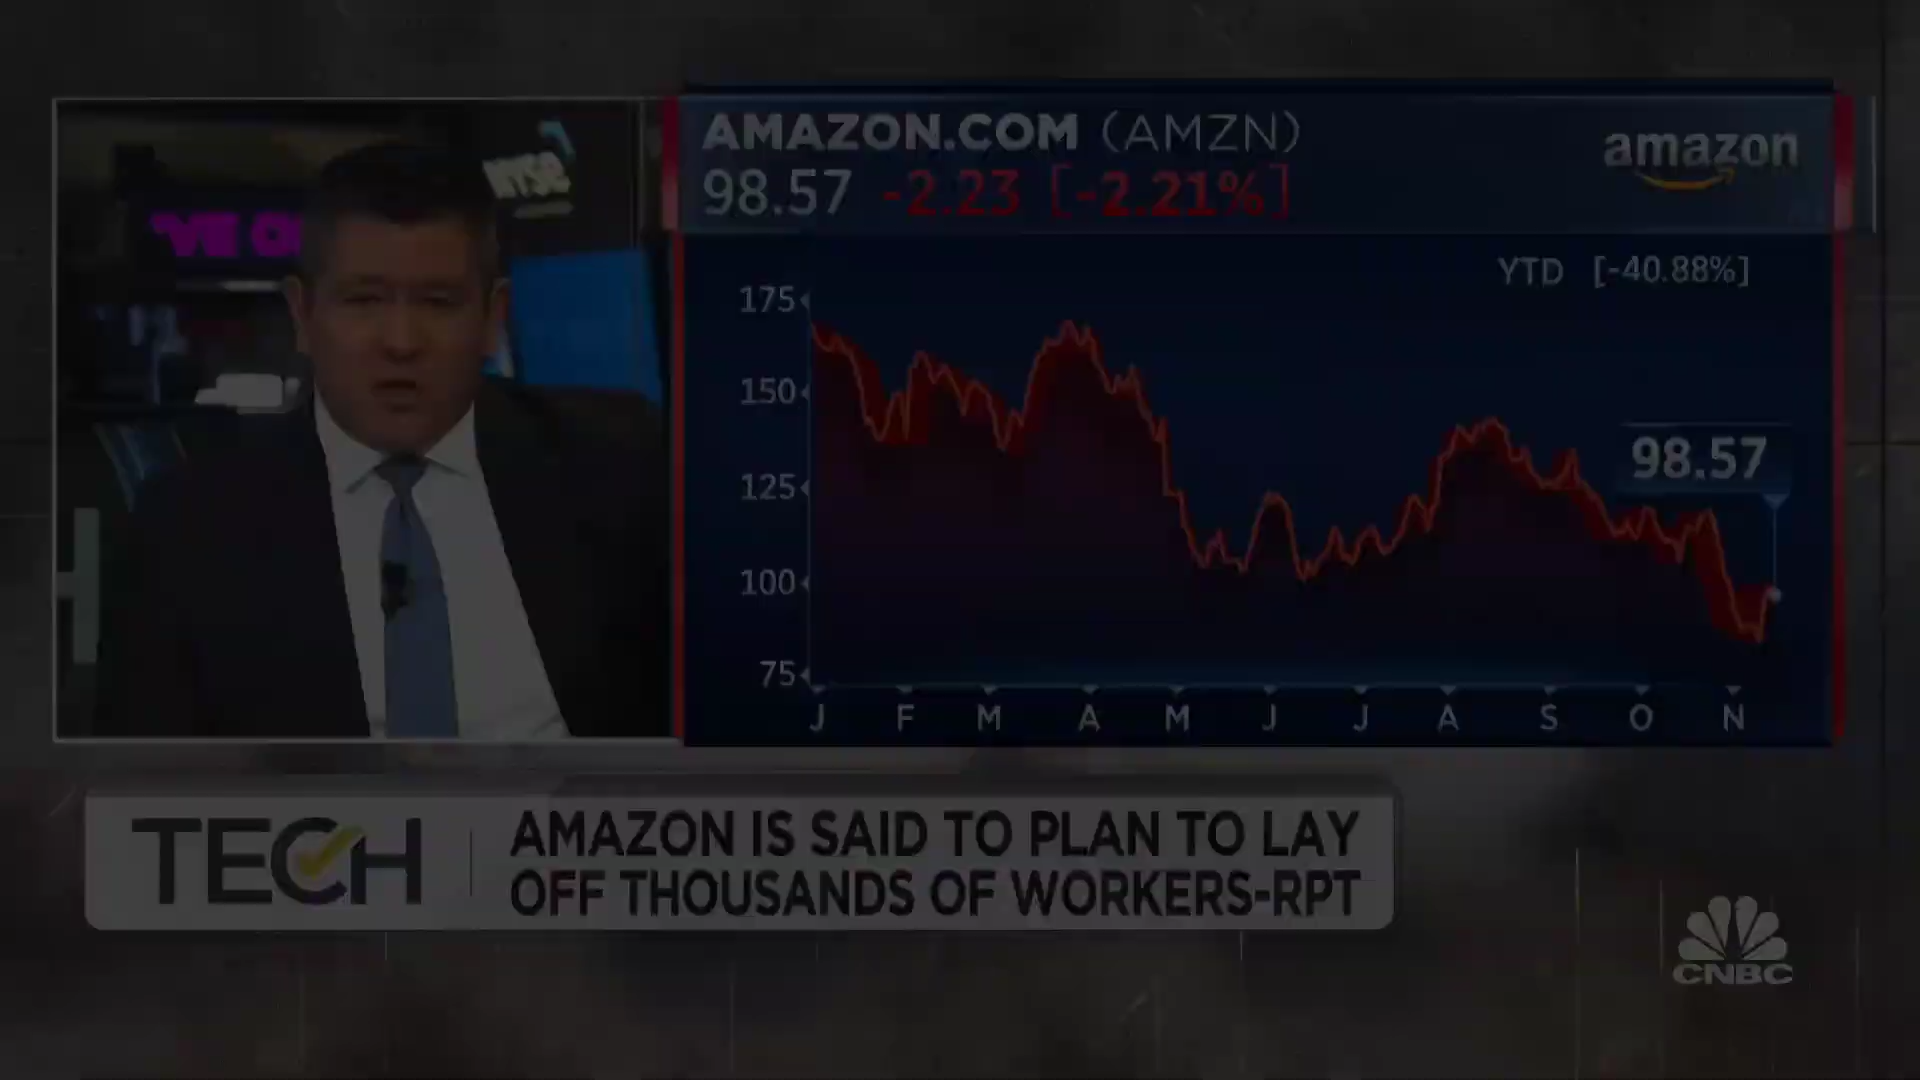 NYSE
AMAZON.COM (AMZN)
98.57 -2.23 [-2.21%]
amazon
YTD [-40.88%]
175
150
125
100
75
98.57
J F M A M J J A S O N
TECH
AMAZON IS SAID TO PLAN TO LAY
OFF THOUSANDS OF WORKERS-RPT
CNBC